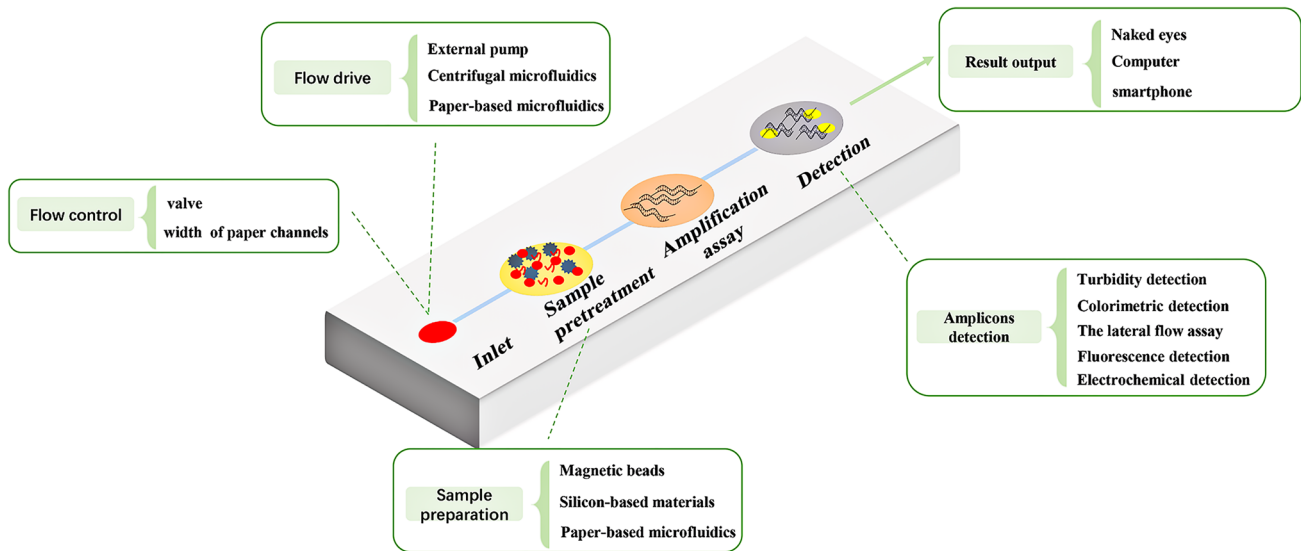 Flow drive
External pump
Centrifugal microfluidics
Paper-based microfluidics
Result output
Naked eyes
Computer
smartphone
Flow control
valve
width of paper channels
Inlet
Sample
pretreatment
Amplification
assay
Detection
Amplicons
detection
Turbidity detection
Colorimetric detection
The lateral flow assay
Fluorescence detection
Electrochemical detection
Sample
preparation
Magnetic beads
Silicon-based materials
Paper-based microfluidics